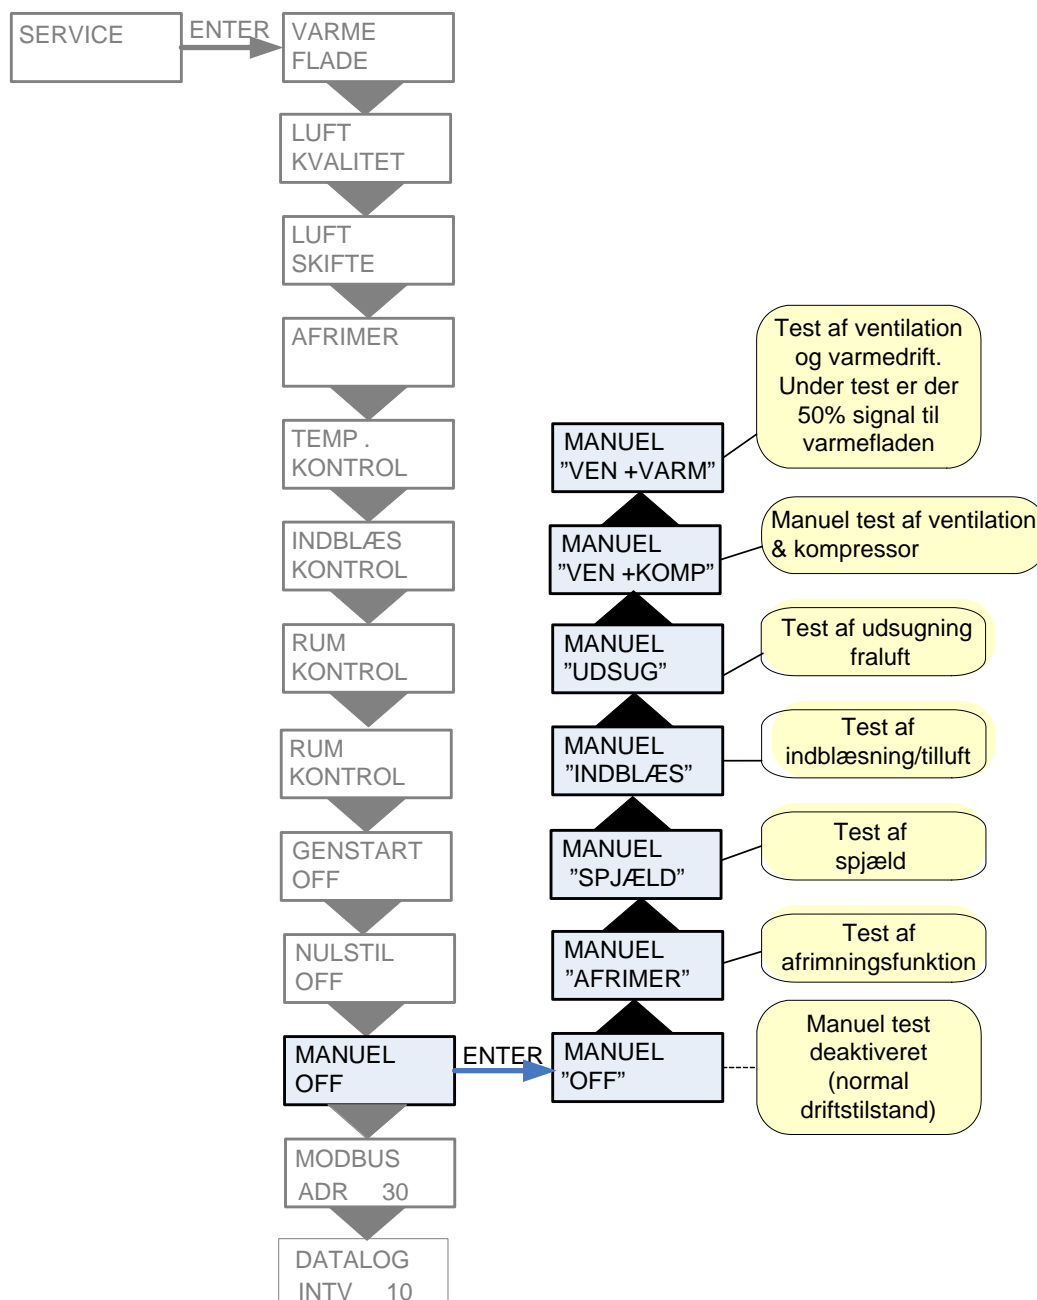 SERVICE
ENTER
VARME
FLADE
LUFT
KVALITET
LUFT
SKIFTE
AFRIMER
TEMP .
KONTROL
INDBLÆS
KONTROL
RUM
KONTROL
RUM
KONTROL
GENSTART
OFF
NULSTIL
OFF
MANUEL
OFF
ENTER
MODBUS
ADR 30
DATALOG
INTV 10
MANUEL
”VEN +VARM”
Test af ventilation
og varmedrift.
Under test er der
50% signal til
varmefladen
MANUEL
”VEN +KOMP”
Manuel test af ventilation
& kompressor
MANUEL
”UDSUG”
Test af udsugning
fraluft
MANUEL
”INDBLÆS”
Test af
indblæsning/tilluft
MANUEL
”SPJÆLD”
Test af
spjæld
MANUEL
”AFRIMER”
Test af
afrimningsfunktion
MANUEL
”OFF”
Manuel test
deaktiveret
(normal
driftstilstand)